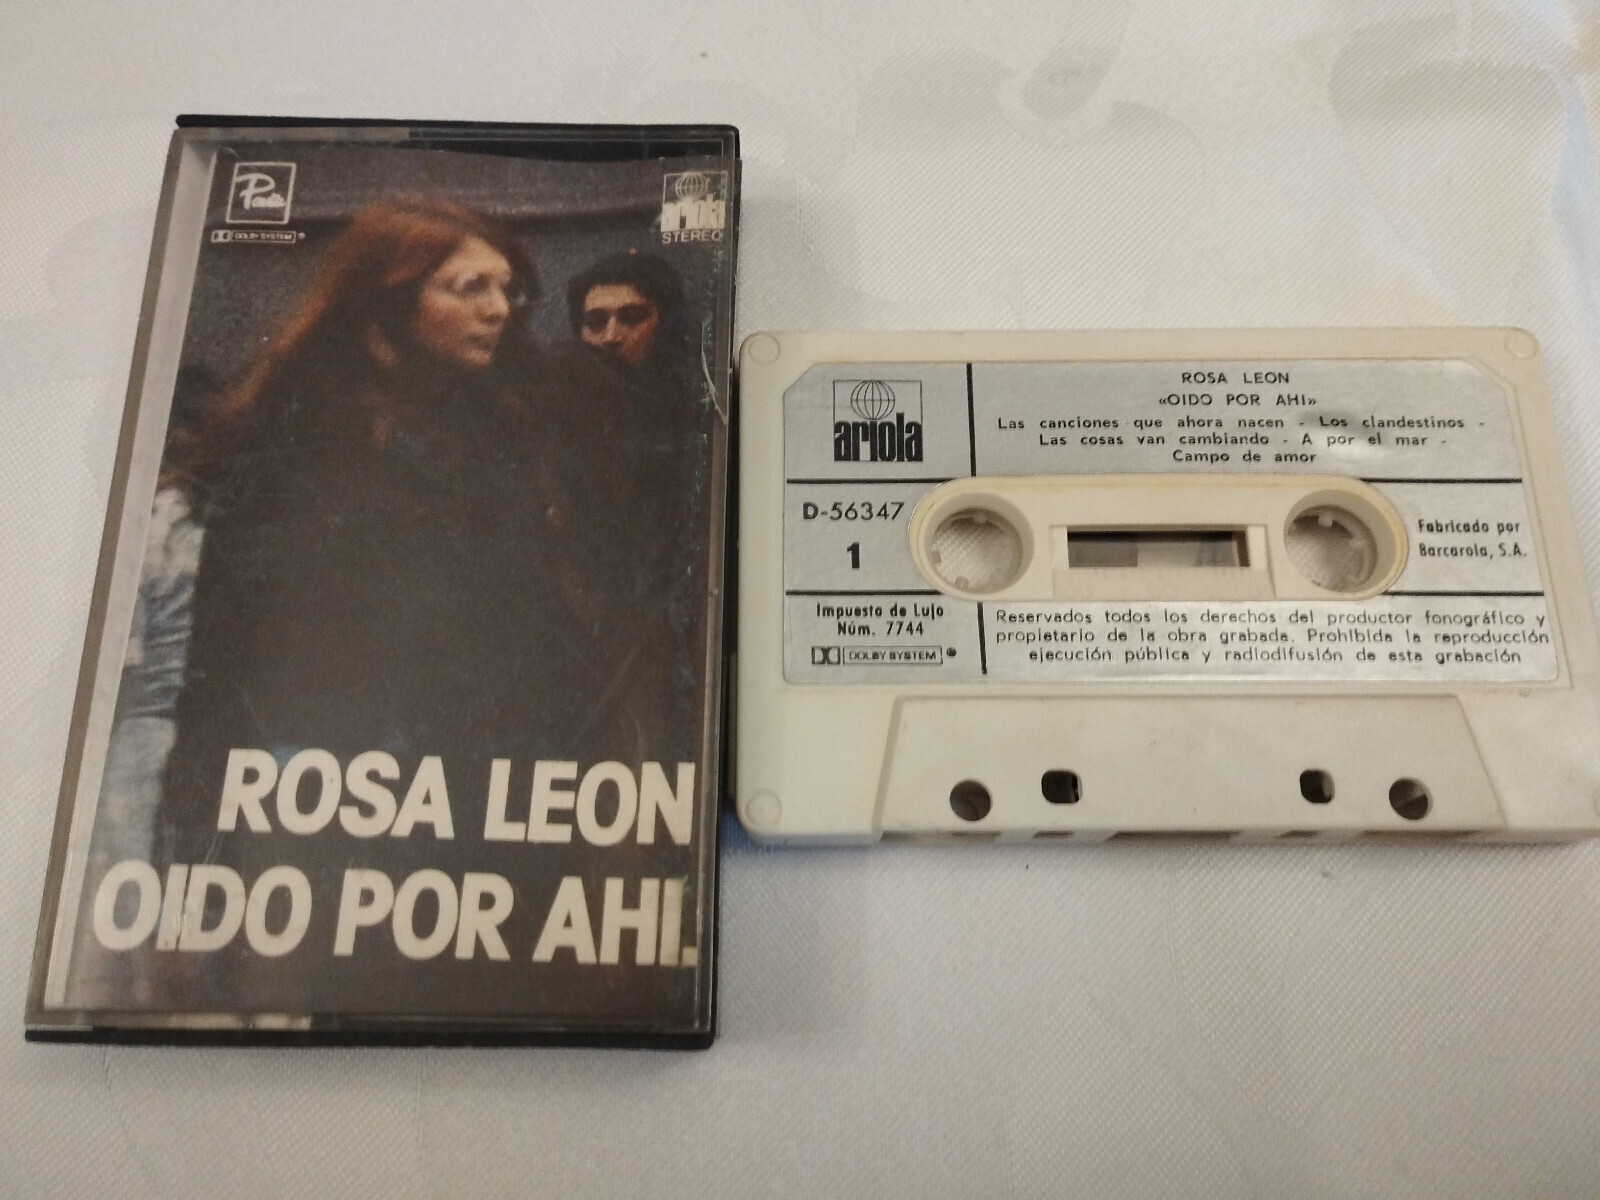 Pauta
DOLBY SYSTEM
ariola
STEREO
ROSA LEON
OIDO POR AHI.
ariola
ROSA LEON
«OIDO POR AHI»
Las canciones que ahora nacen - Los clandestinos -
Las cosas van cambiando - A por el mar -
Campo de amor
D-56347
1
Fabricado por
Barcarola, S.A.
Impuesto de Lujo
Núm. 7744
DOLBY SYSTEM
Reservados todos los derechos del productor fonográfico y
propietario de la obra grabada. Prohibida la reproducción
ejecución pública y radiodifusión de esta grabación